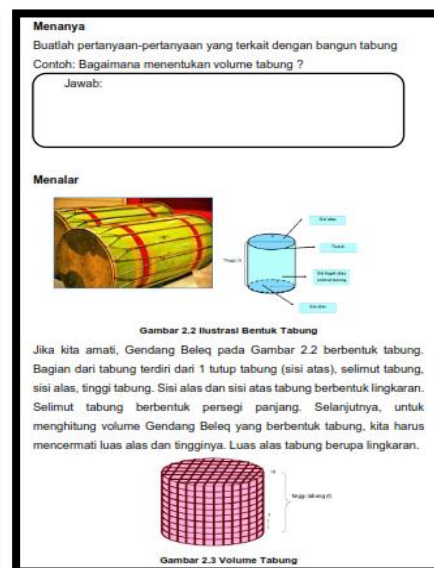 Menanya
Buatlah pertanyaan-pertanyaan yang terkait dengan bangun tabung
Contoh: Bagaimana menentukan volume tabung ?
Jawab:
Menalar
Gambar 2.2 Ilustrasi Bentuk Tabung
Jika kita amati, Gendang Beleq pada Gambar 2.2 berbentuk tabung.
Bagian dari tabung terdiri dari 1 tutup tabung (sisi atas), selimut tabung,
sisi alas, tinggi tabung. Sisi alas dan sisi atas tabung berbentuk lingkaran.
Selimut tabung berbentuk persegi panjang. Selanjutnya, untuk
menghitung volume Gendang Beleq yang berbentuk tabung, kita harus
mencermati luas alas dan tingginya. Luas alas tabung berupa lingkaran.
tinggi tabung (t)
Gambar 2.3 Volume Tabung